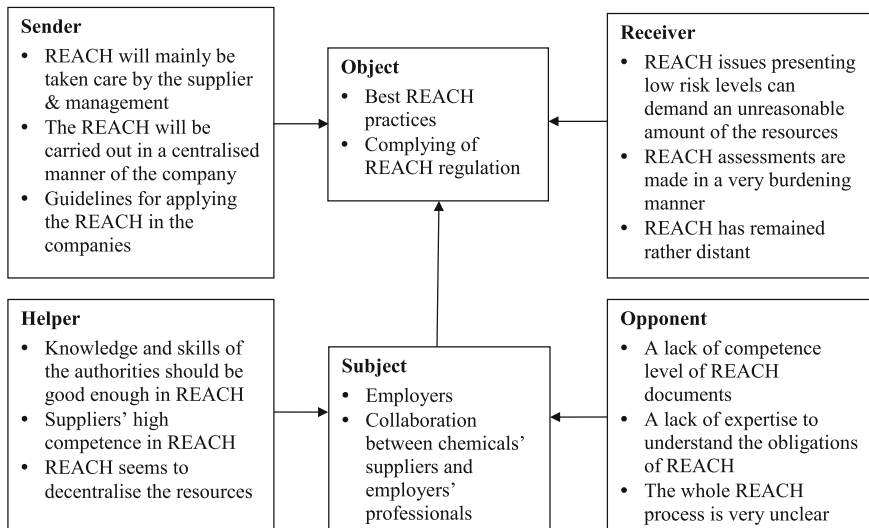 Sender
• REACH will mainly be
taken care by the supplier
& management
• The REACH will be
carried out in a centralised
manner of the company
• Guidelines for applying
the REACH in the
companies
Object
• Best REACH
practices
• Complying of
REACH regulation
Receiver
• REACH issues presenting
low risk levels can
demand an unreasonable
amount of the resources
• REACH assessments are
made in a very burdening
manner
• REACH has remained
rather distant
Helper
• Knowledge and skills of
the authorities should be
good enough in REACH
• Suppliers’ high
competence in REACH
• REACH seems to
decentralise the resources
Subject
• Employers
• Collaboration
between chemicals’
suppliers and
employers’
professionals
Opponent
• A lack of competence
level of REACH
documents
• A lack of expertise to
understand the obligations
of REACH
• The whole REACH
process is very unclear